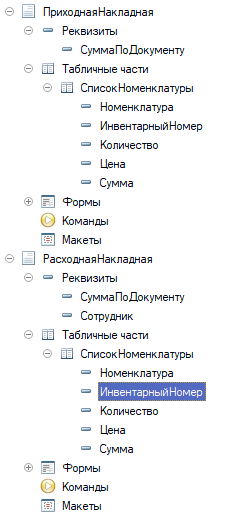 ПриходнаяНакладная
Реквизиты
СуммаПоДокументу
Табличные части
СписокНоменклатуры
Номенклатура
ИнвентарныйНомер
Количество
Цена
Сумма
Формы
Команды
Макеты
РасходнаяНакладная
Реквизиты
СуммаПоДокументу
Сотрудник
Табличные части
СписокНоменклатуры
Номенклатура
ИнвентарныйНомер
Количество
Цена
Сумма
Формы
Команды
Макеты